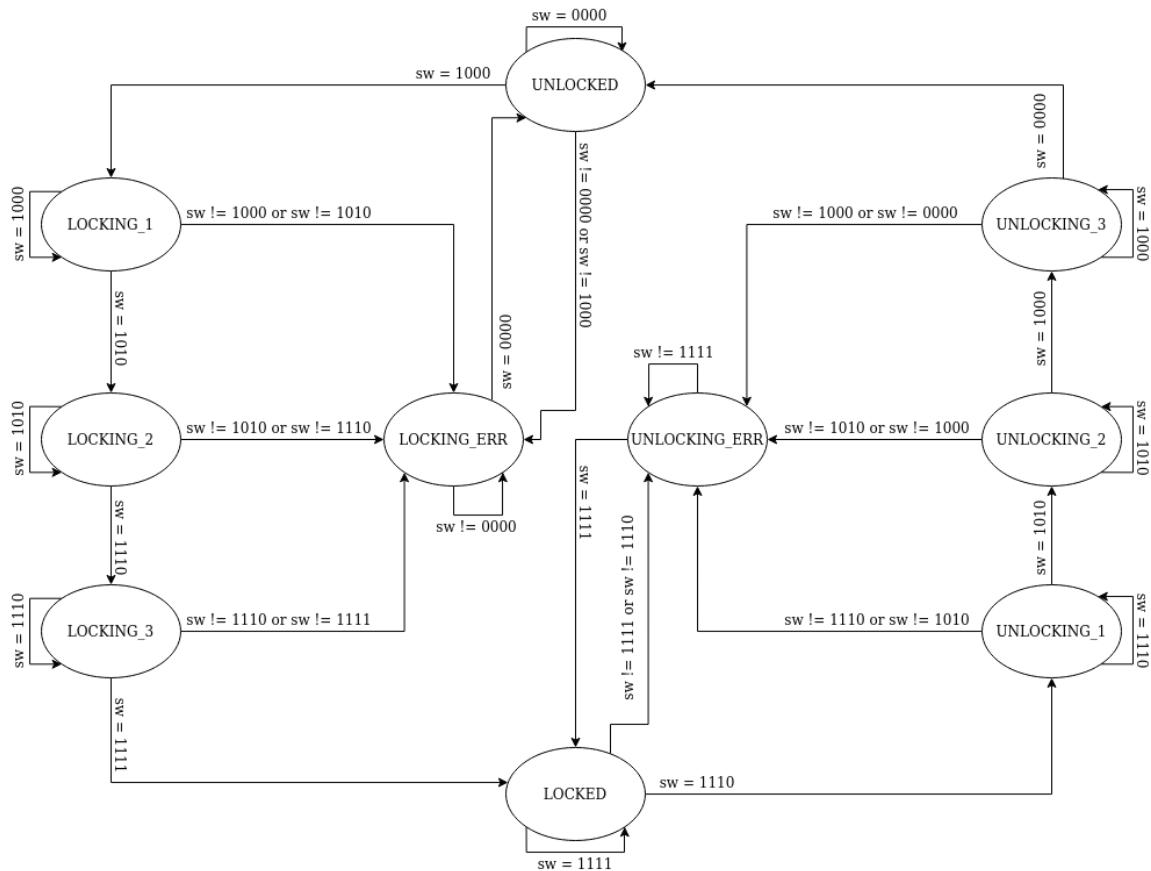 sw = 0000
sw = 1000
UNLOCKED
sw = 0000
sw != 0000 or sw != 1000
sw = 1000
LOCKING_1
sw != 1000 or sw != 1010
sw != 1000 or sw != 0000
UNLOCKING_3
sw = 1000
sw = 1010
sw = 0000
sw = 1000
sw != 1111
sw = 1010
LOCKING_2
sw != 1010 or sw != 1110
LOCKING_ERR
UNLOCKING_ERR
sw != 1010 or sw != 1000
UNLOCKING_2
sw = 1010
sw != 0000
sw = 1110
sw = 1111
sw != 1111 or sw != 1110
sw = 1010
sw = 1110
LOCKING_3
sw != 1110 or sw != 1111
sw != 1110 or sw != 1010
UNLOCKING_1
sw = 1110
sw = 1111
LOCKED
sw = 1110
sw = 1111